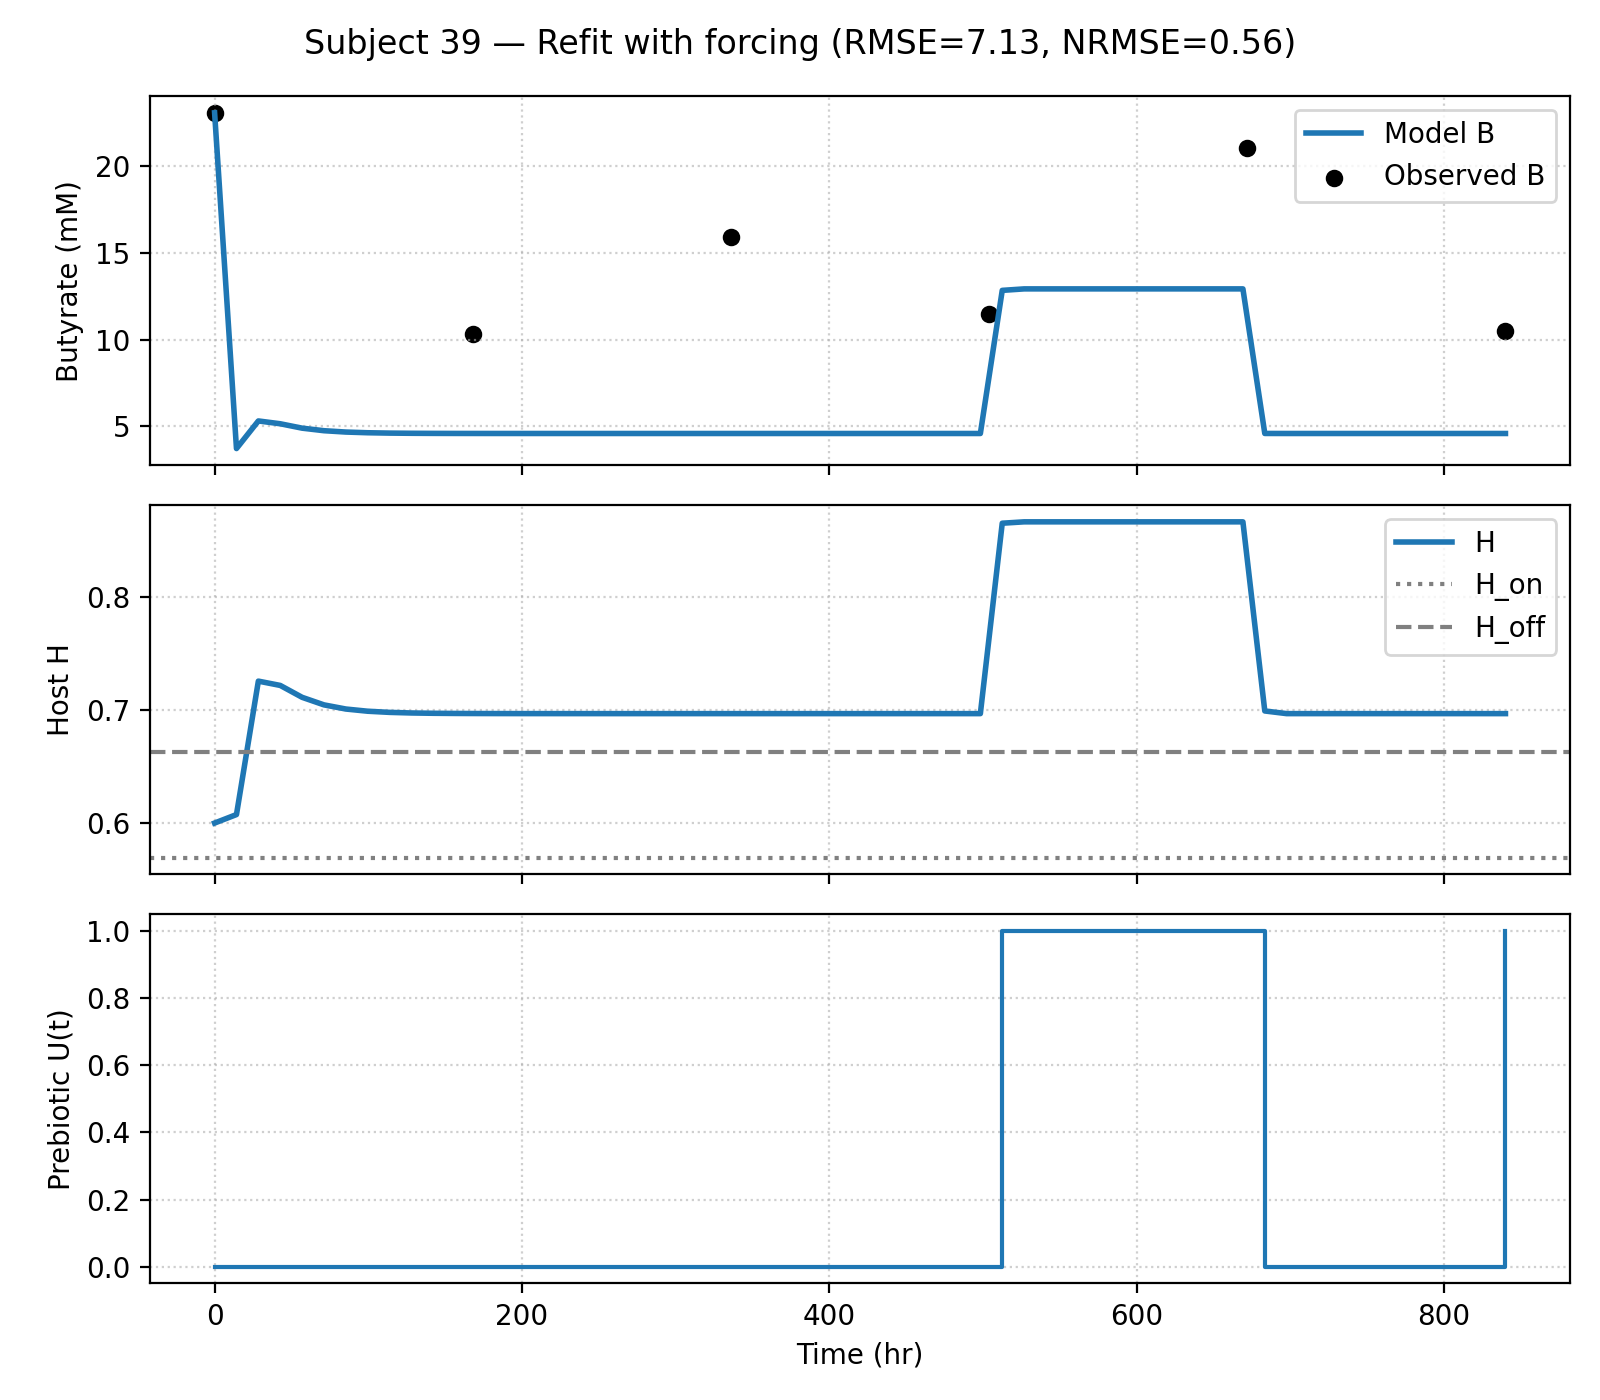 Subject 39 — Refit with forcing (RMSE=7.13, NRMSE=0.56)
Butyrate (mM)
20
15
10
5
Model B
Observed B
Host H
0.8
0.7
0.6
H
H_on
H_off
Prebiotic U(t)
1.0
0.8
0.6
0.4
0.2
0.0
0 200 400 600 800
Time (hr)